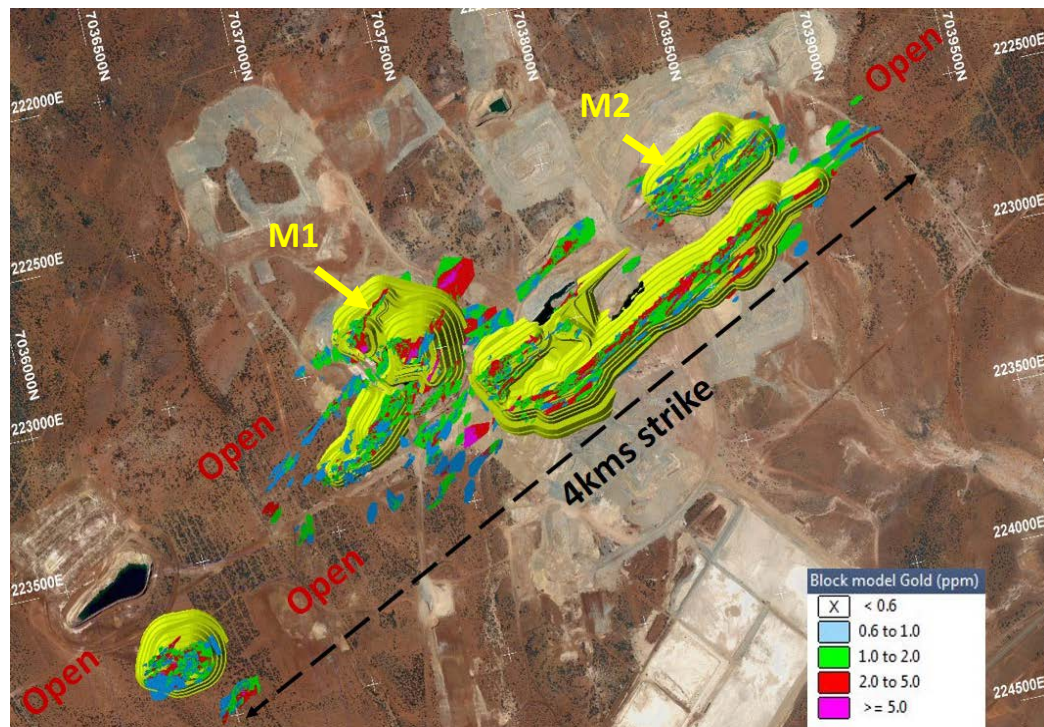 7036500N
7037000N
7037500N
7038000N
7038500N
7039000N
7039500N
222500E
222000E
Open
M2
223000E
M1
222500E
7036000N
223500E
223000E
4kms strike
Open
224000E
Open
223500E
Open
224500E
Block model Gold (ppm)
X < 0.6
0.6 to 1.0
1.0 to 2.0
2.0 to 5.0
>= 5.0